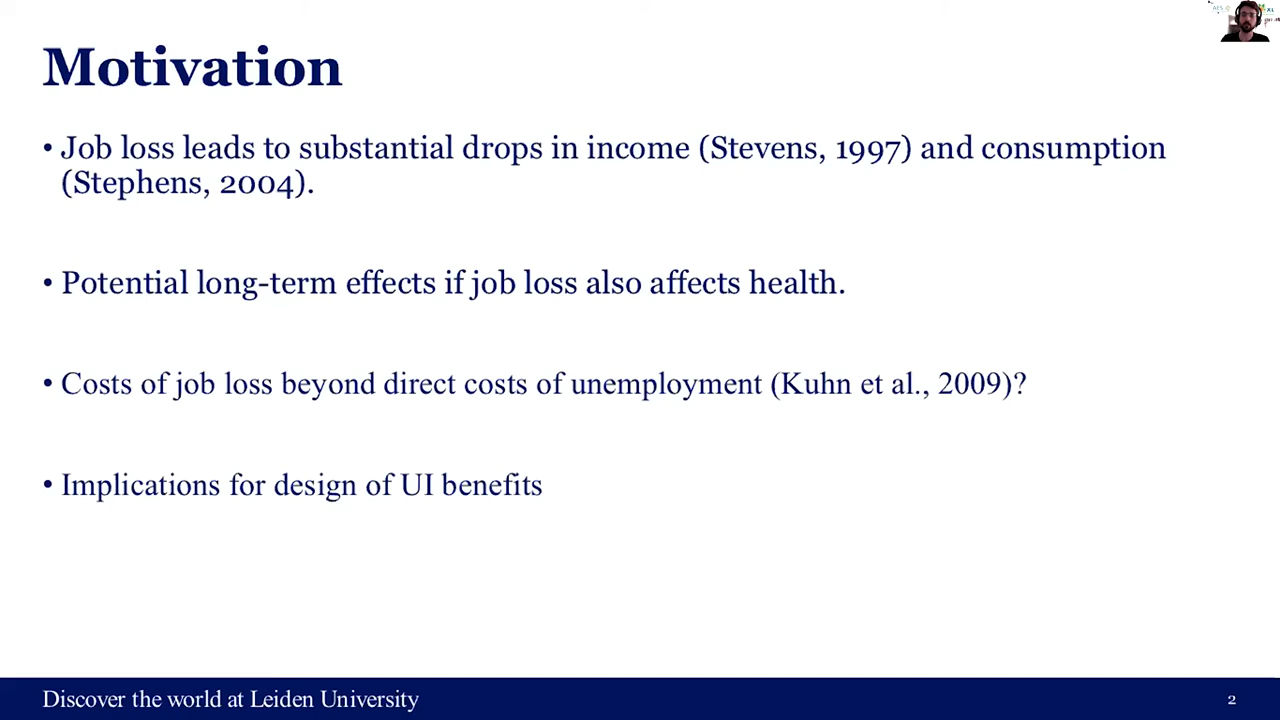 Motivation
• Job loss leads to substantial drops in income (Stevens, 1997) and consumption
(Stephens, 2004).
• Potential long-term effects if job loss also affects health.
• Costs of job loss beyond direct costs of unemployment (Kuhn et al., 2009)?
• Implications for design of UI benefits
Discover the world at Leiden University
2